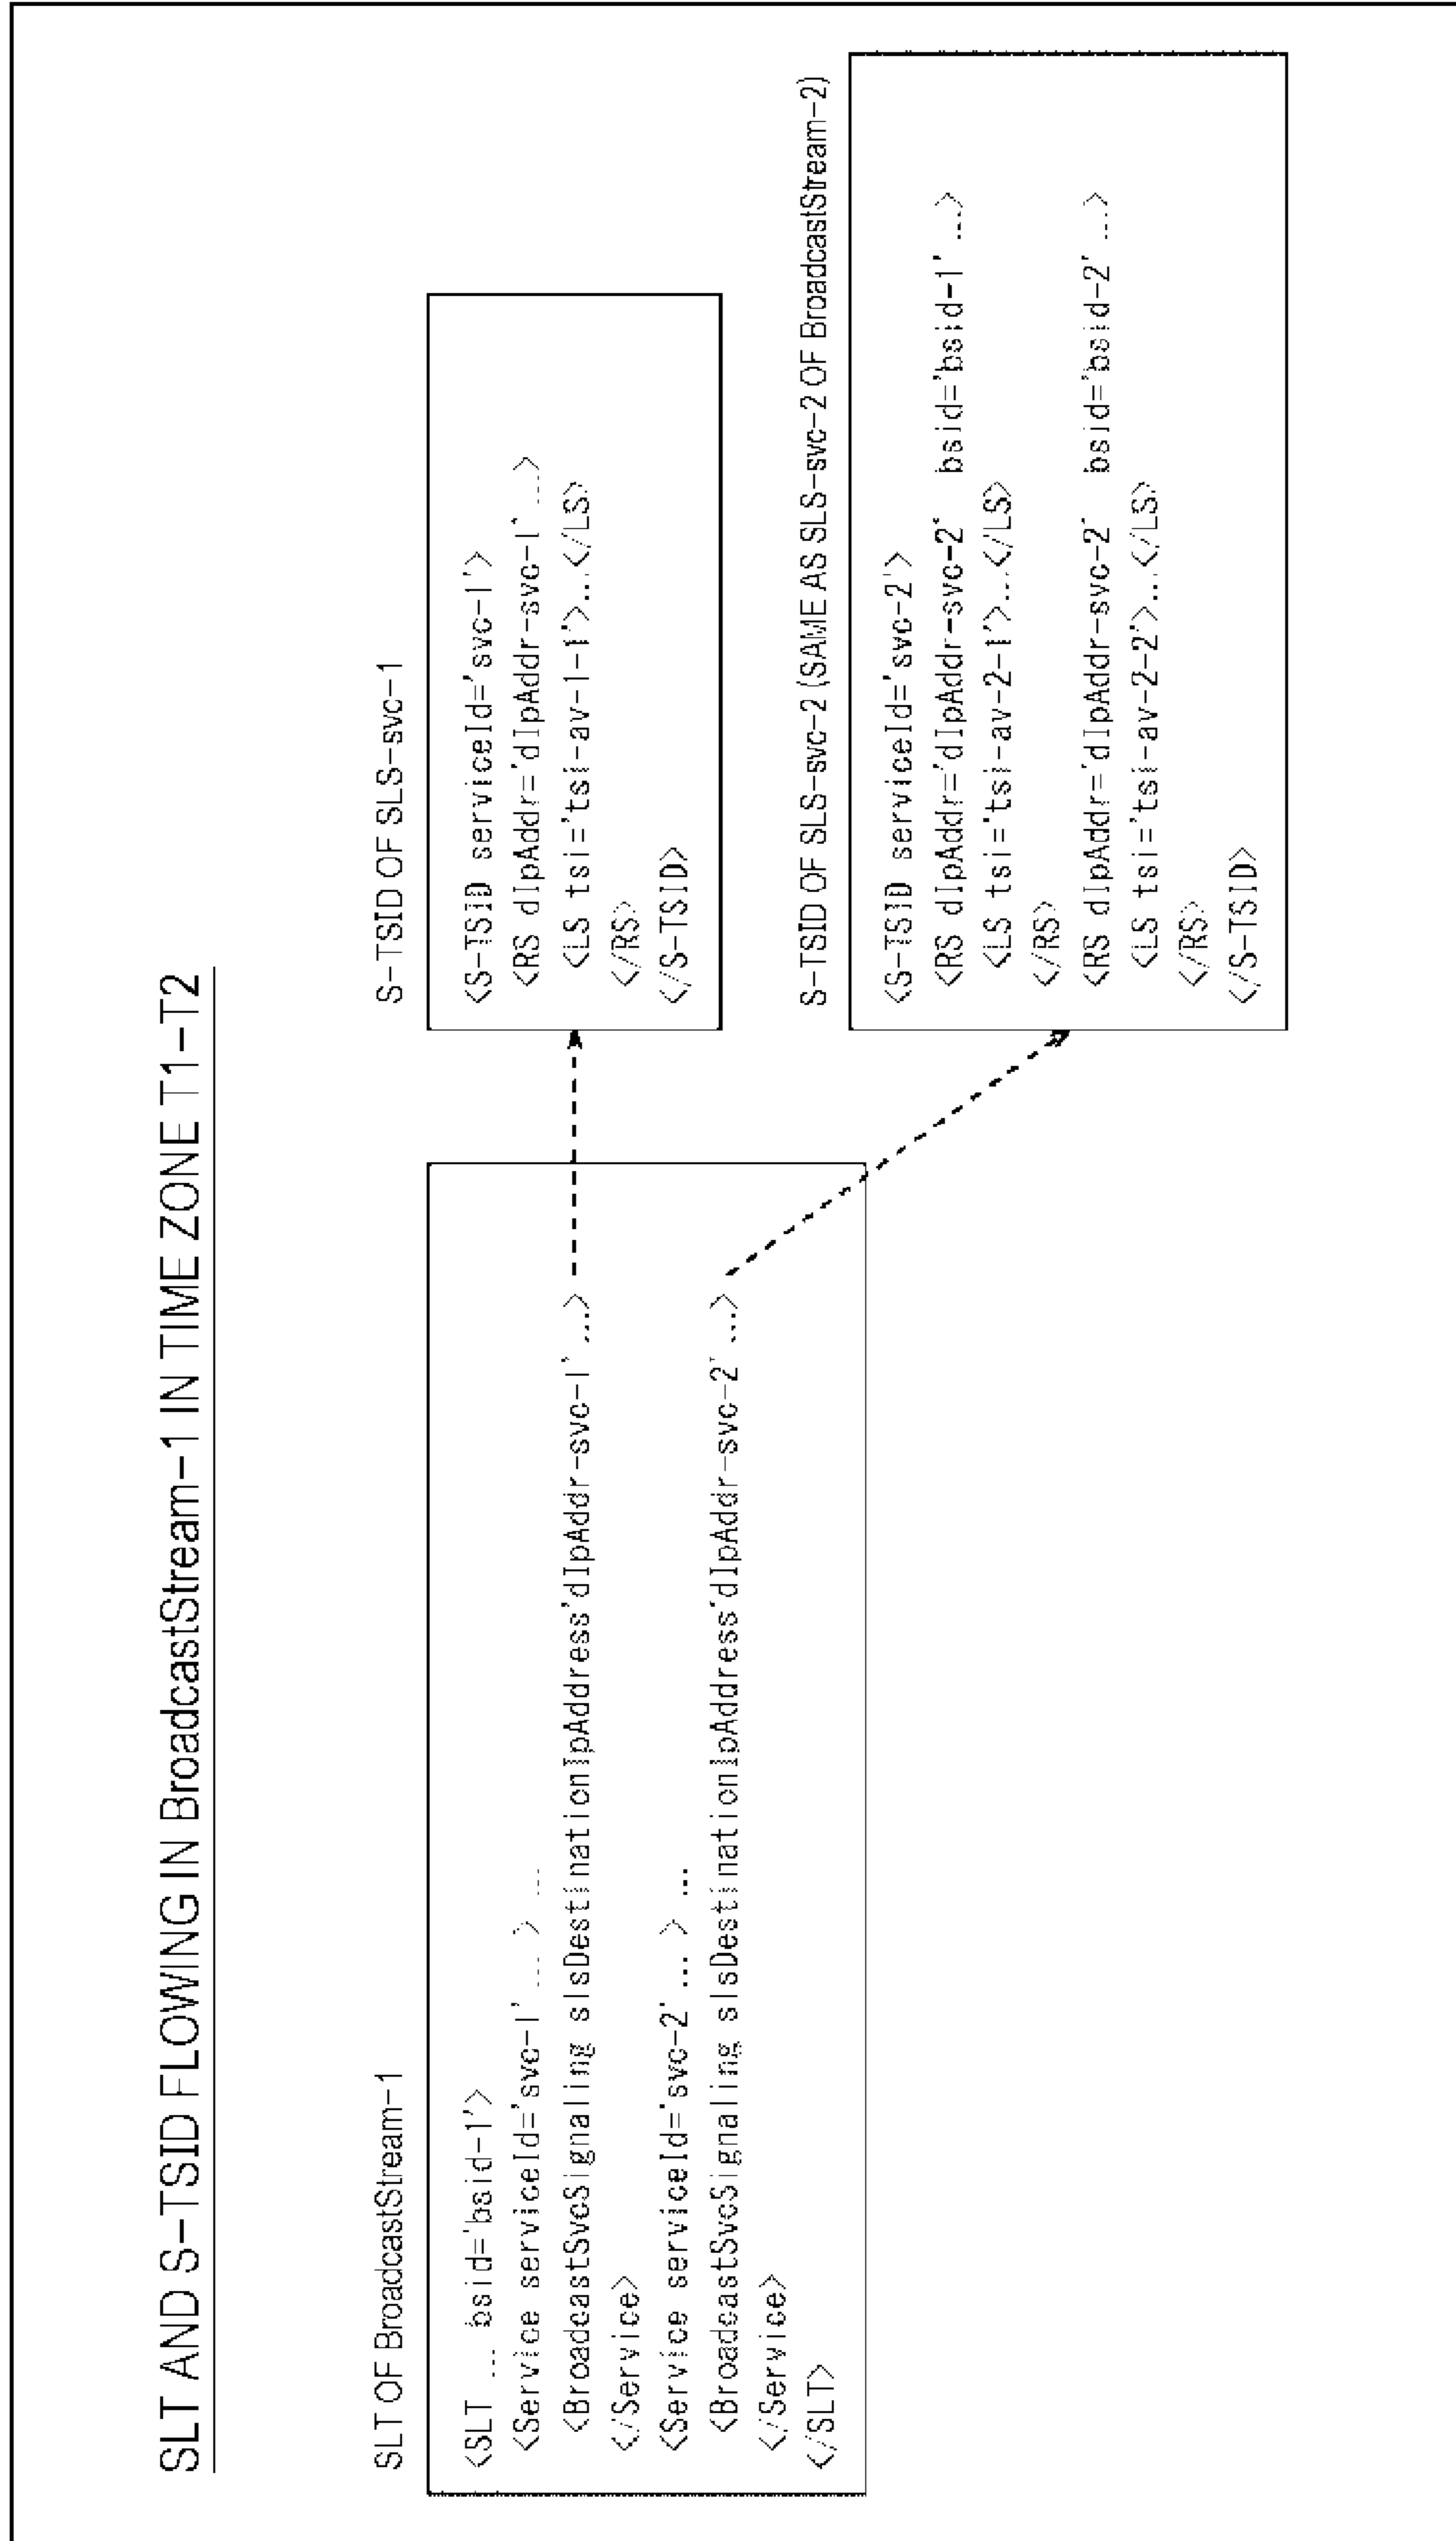 SLT AND S-TSID FLOWING IN BroadcastStream-1 IN TIME ZONE T1-T2
SLT OF BroadcastStream-1
<SLT ... bsid='bsid-1'>
<Service serviceId='svc-1' ... > ...
<BroadcastSvcSignaling slsDestinationIpAddress'dIpAddr-svc-1' ...>
</Service>
<Service serviceId='svc-2' ... > ...
<BroadcastSvcSignaling slsDestinationIpAddress'dIpAddr-svc-2' ...>
</Service>
</SLT>
S-TSID OF SLS-svc-1
<S-TSID serviceId='svc-1'>
<RS dIpAddr='dIpAddr-svc-1' ...>
<LS tsi='tsi-av-1-1'>...</LS>
</RS>
</S-TSID>
S-TSID OF SLS-svc-2 (SAME AS SLS-svc-2 OF BroadcastStream-2)
<S-TSID serviceId='svc-2'>
<RS dIpAddr='dIpAddr-svc-2' bsid='bsid-1' ...>
<LS tsi='tsi-av-2-1'>...</LS>
</RS>
<RS dIpAddr='dIpAddr-svc-2' bsid='bsid-2' ...>
<LS tsi='tsi-av-2-2'>...</LS>
</RS>
</S-TSID>